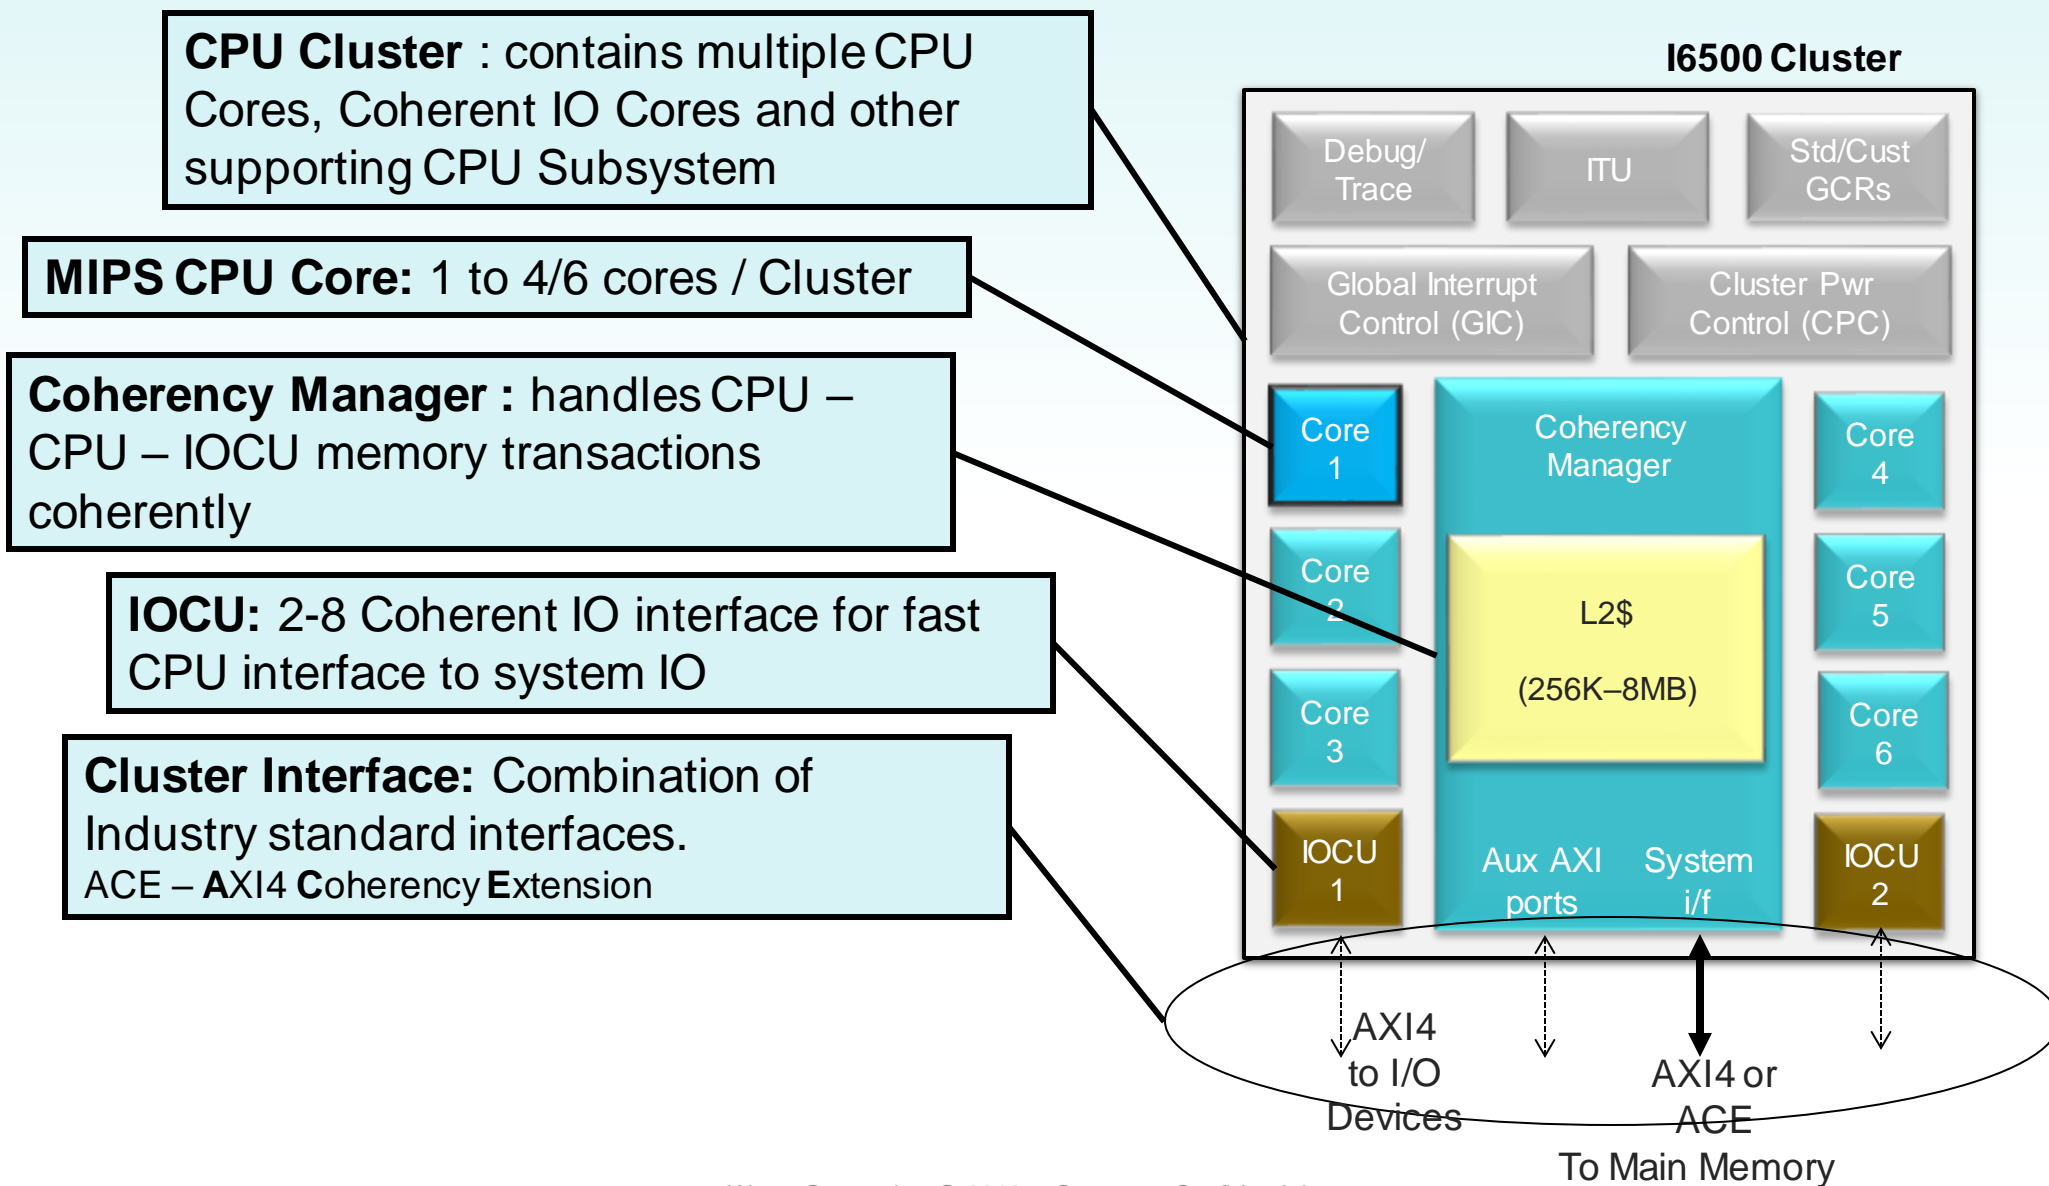 CPU Cluster : contains multiple CPU
Cores, Coherent IO Cores and other
supporting CPU Subsystem
MIPS CPU Core: 1 to 4/6 cores / Cluster
Coherency Manager : handles CPU –
CPU – IOCU memory transactions
coherently
IOCU: 2-8 Coherent IO interface for fast
CPU interface to system IO
Cluster Interface: Combination of
Industry standard interfaces.
ACE – AXI4 Coherency Extension
I6500 Cluster
Debug/
Trace
ITU
Std/Cust
GCRs
Global Interrupt
Control (GIC)
Cluster Pwr
Control (CPC)
Core
1
Coherency
Manager
Core
4
Core
2
L2$
(256K–8MB)
Core
5
Core
3
Core
6
IOCU
1
Aux AXI
ports
System
i/f
IOCU
2
AXI4
to I/O
Devices
AXI4 or
ACE
To Main Memory